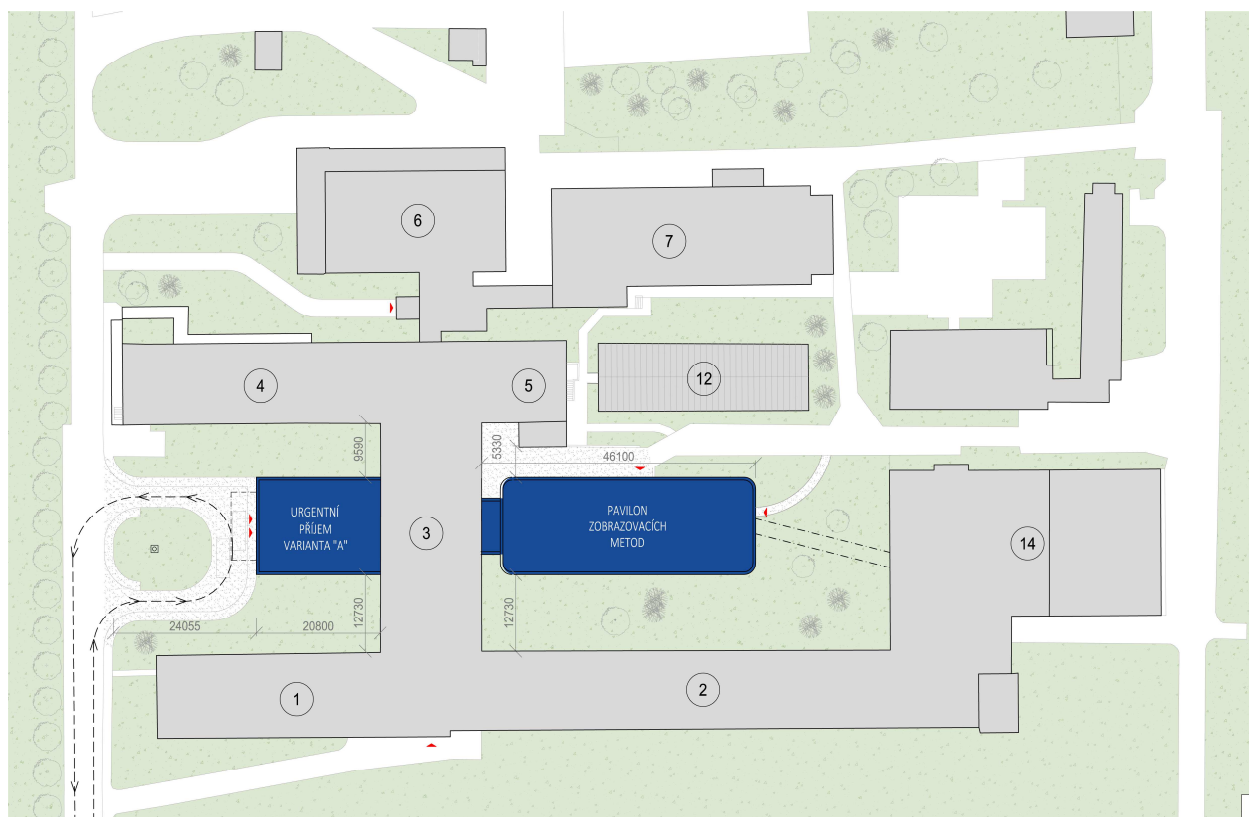 6
7
4
5
12
9590
5330
46100
URGENTNÍ
PŘÍJEM
VARIANTA "A"
PAVILON
ZOBRAZOVACÍCH
METOD
3
14
12730
12730
24055
20800
1
2